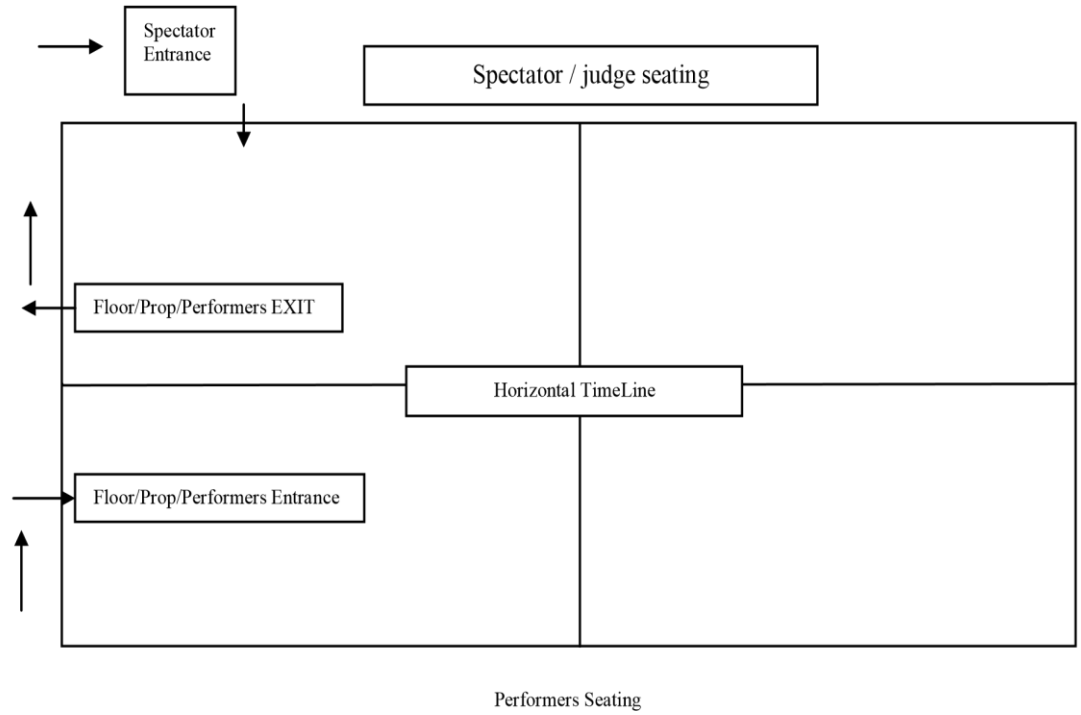 Spectator
Entrance
Spectator / judge seating
Floor/Prop/Performers EXIT
Horizontal TimeLine
Floor/Prop/Performers Entrance
Performers Seating